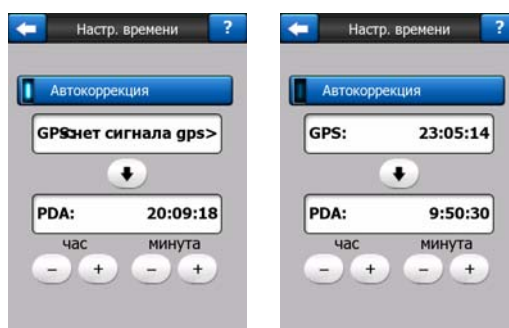 Настр. времени ?
Автокоррекция
GPS:<нет сигнала gps>
PDA: 20:09:18
час минута
− + − +
Настр. времени ?
Автокоррекция
GPS: 23:05:14
PDA: 9:50:30
час минута
− + − +